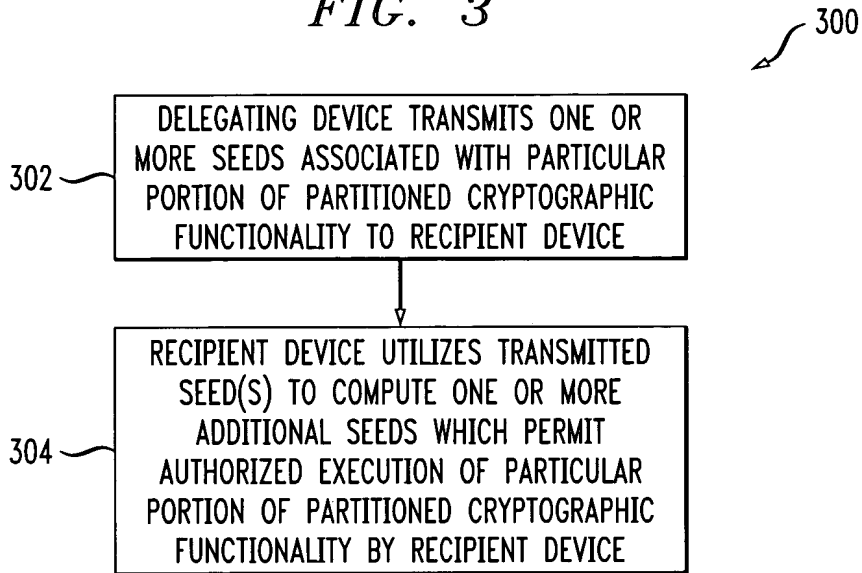 FIG. 3
300
302
DELEGATING DEVICE TRANSMITS ONE OR
MORE SEEDS ASSOCIATED WITH PARTICULAR
PORTION OF PARTITIONED CRYPTOGRAPHIC
FUNCTIONALITY TO RECIPIENT DEVICE
304
RECIPIENT DEVICE UTILIZES TRANSMITTED
SEED(S) TO COMPUTE ONE OR MORE
ADDITIONAL SEEDS WHICH PERMIT
AUTHORIZED EXECUTION OF PARTICULAR
PORTION OF PARTITIONED CRYPTOGRAPHIC
FUNCTIONALITY BY RECIPIENT DEVICE